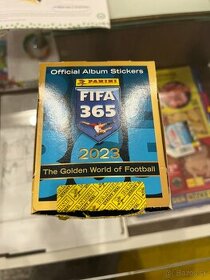 Official Album Stickers
PANINI
FIFA
365
2023
The Golden World of Football